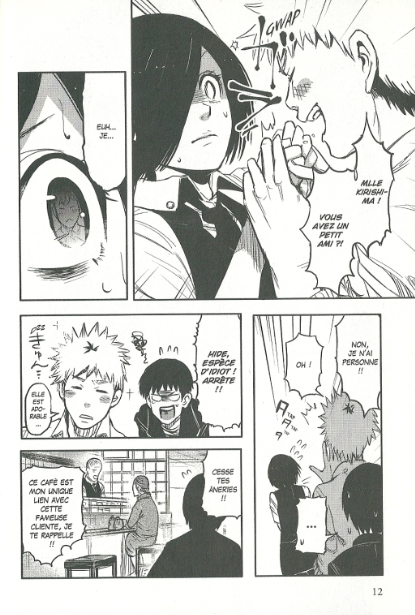 GWAP
EUH...
JE...
MLLE
KIRISHI-
MA !
VOUS
AVEZ UN
PETIT
AMI ?!
NON,
JE N'AI
PERSONNE !!
OH !
...
HIDE,
ESPÈCE
D'IDIOT !
ARRÊTE
!!
ELLE
EST ADO-
RABLE...
CESSE
TES
ÂNERIES !
CE CAFÉ EST
MON UNIQUE
LIEN AVEC
CETTE
FAMEUSE
CLIENTE, JE
TE RAPPELLE
!!
12